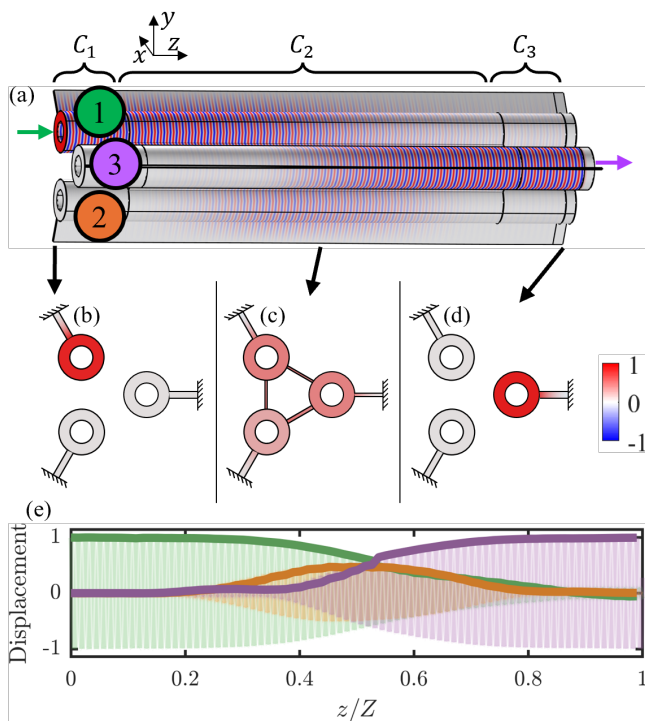 y
C₁ x z C₂ C₃
(a)
1
3
2
(b) (c) (d)
1
0
-1
(e)
Displacement
1
0
-1
0 0.2 0.4 0.6 0.8 1
z/Z